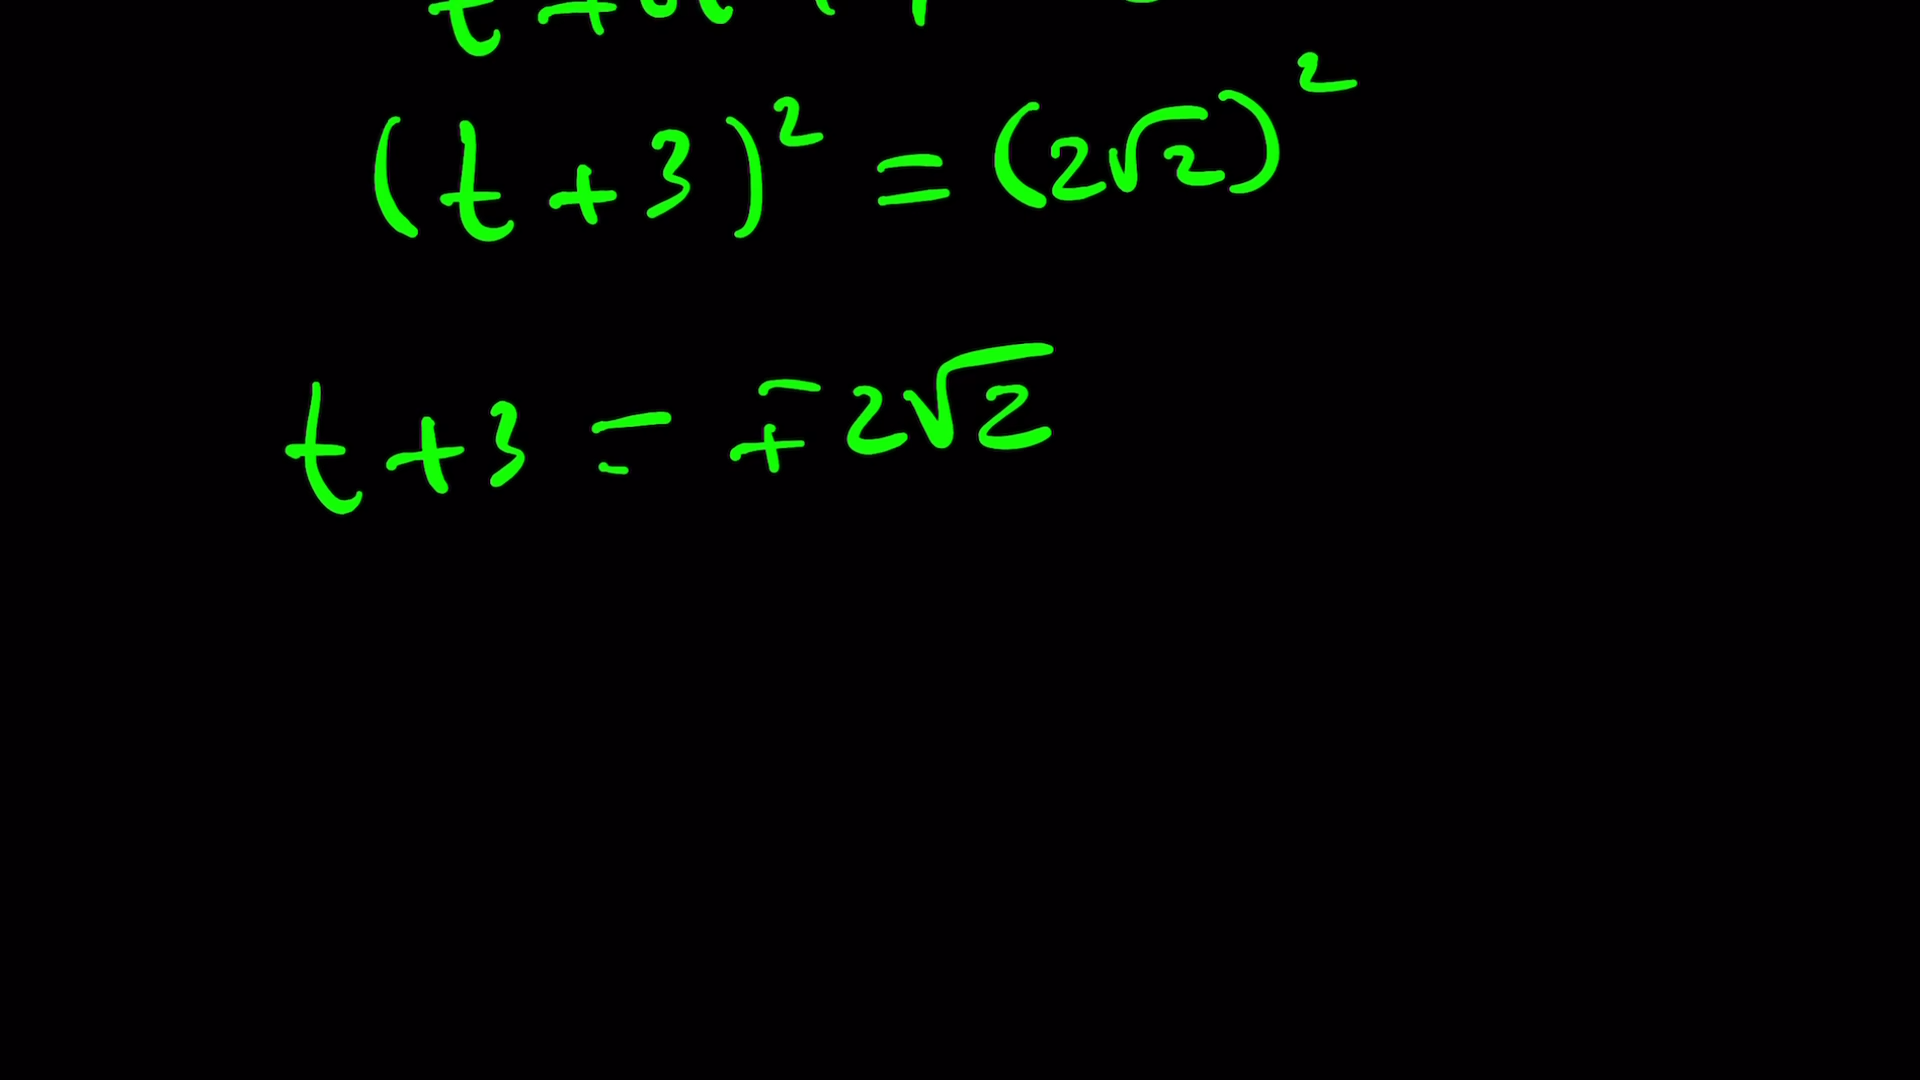 (t+3)² = (2√2)²
t+3 = ∓2√2